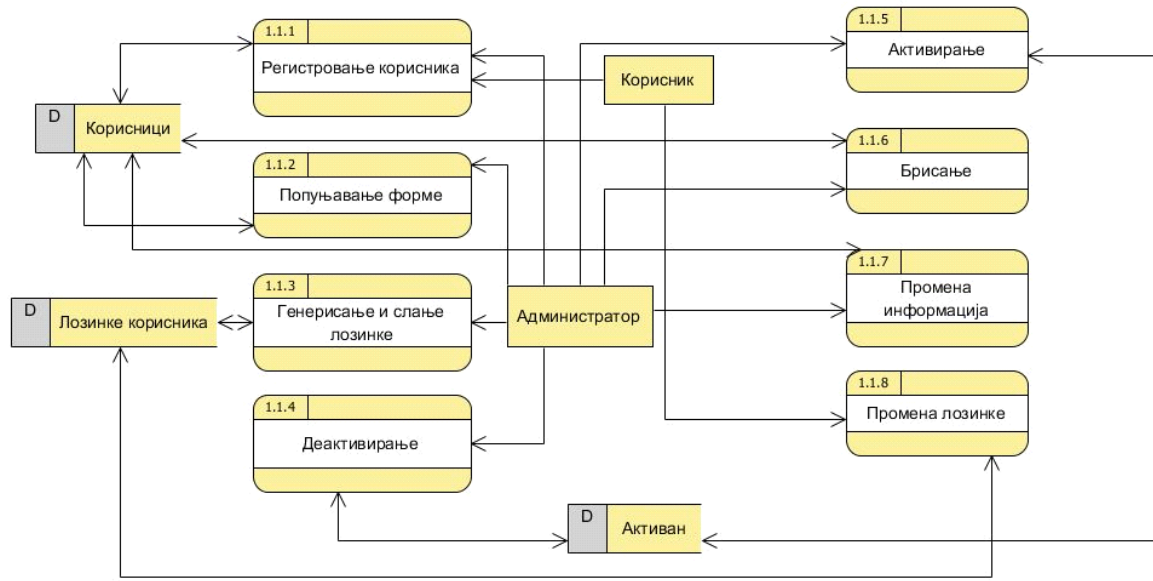 1.1.1
Регистровање корисника
Корисник
1.1.5
Активирање
D
Корисници
1.1.2
Попуњавање форме
1.1.6
Брисање
D
Лозинке корисника
1.1.3
Генерисање и слање
лозинке
Администратор
1.1.7
Промена
информација
1.1.4
Деактивирање
1.1.8
Промена лозинке
D
Активан